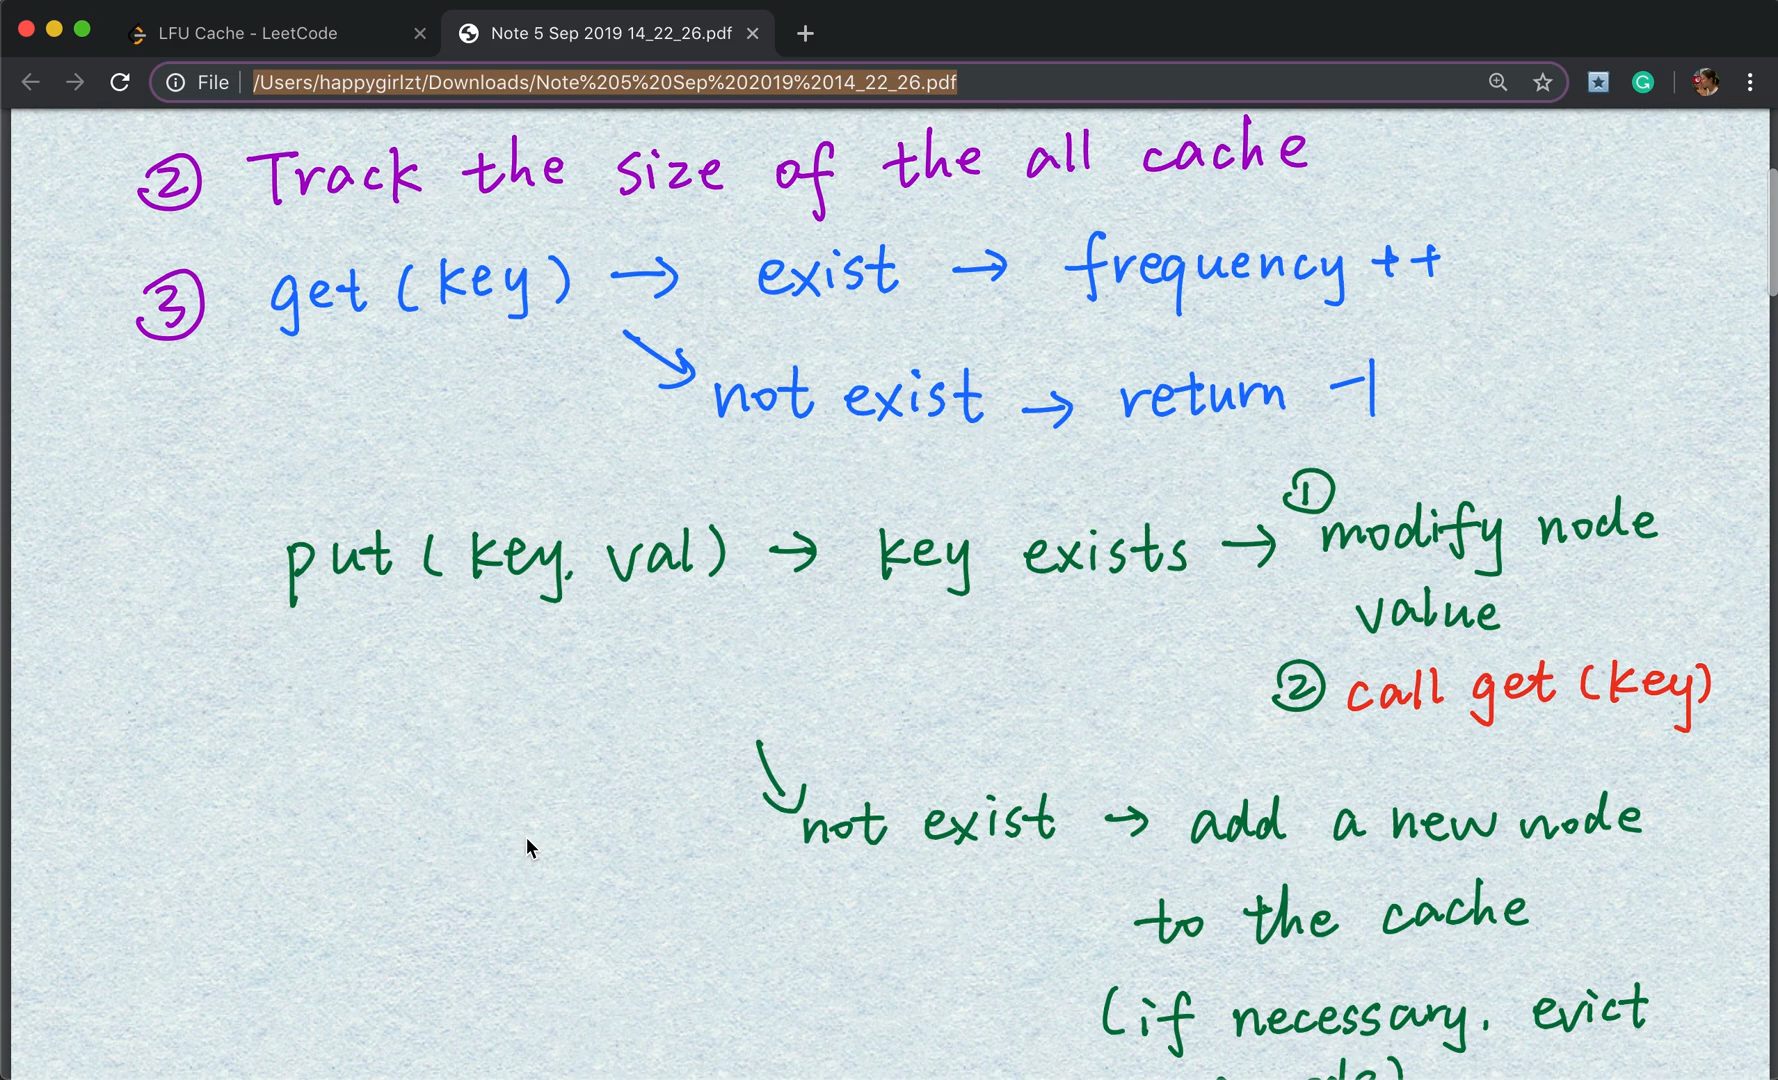 LFU Cache - LeetCode
Note 5 Sep 2019 14_22_26.pdf
File /Users/happygirlzt/Downloads/Note%205%20Sep%202019%2014_22_26.pdf
② Track the size of the all cache
③ get (key) → exist → frequency ++
not exist → return -1
put (key, val) → key exists → ① modify node
value
② call get (key)
not exist → add a new node
to the cache
(if necessary, evict